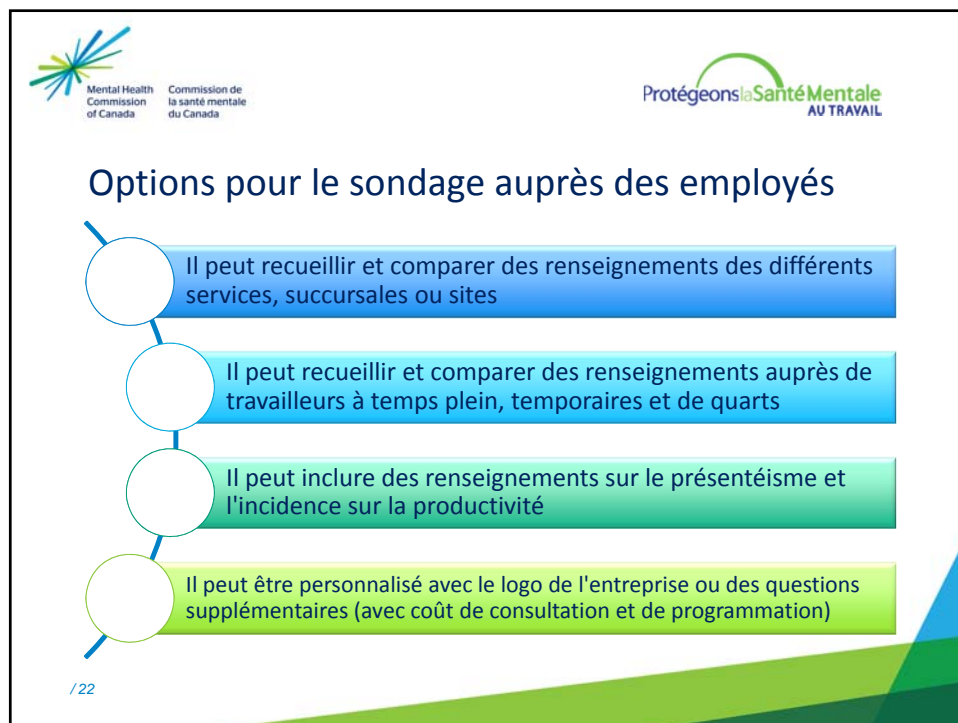 Mental Health
Commission
of Canada
Commission de
la santé mentale
du Canada
Protégeons la Santé Mentale
AU TRAVAIL
Options pour le sondage auprès des employés
Il peut recueillir et comparer des renseignements des différents
services, succursales ou sites
Il peut recueillir et comparer des renseignements auprès de
travailleurs à temps plein, temporaires et de quarts
Il peut inclure des renseignements sur le présentéisme et
l'incidence sur la productivité
Il peut être personnalisé avec le logo de l'entreprise ou des questions
supplémentaires (avec coût de consultation et de programmation)
/ 22